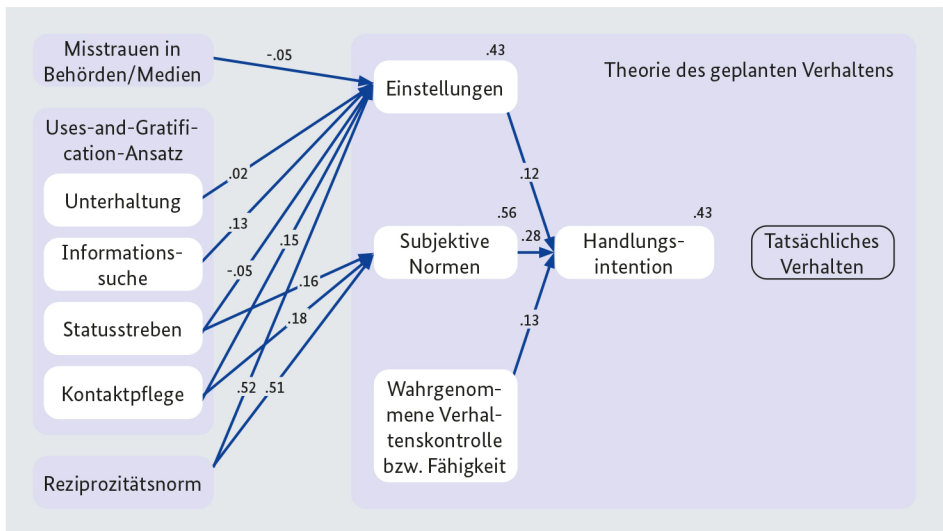 Misstrauen in
Behörden/Medien
Uses-and-Gratifi-
cation-Ansatz
Unterhaltung
Informations-
suche
Statusstreben
Kontaktpflege
Reziprozitätsnorm
-.05
.02
.13
-.05
.15
.16
.18
.52
.51
Theorie des geplanten Verhaltens
.43
Einstellungen
.12
.56
Subjektive
Normen
.28
.43
Handlungs-
intention
Tatsächliches
Verhalten
.13
Wahrgenom-
mene Verhal-
tenskontrolle
bzw. Fähigkeit